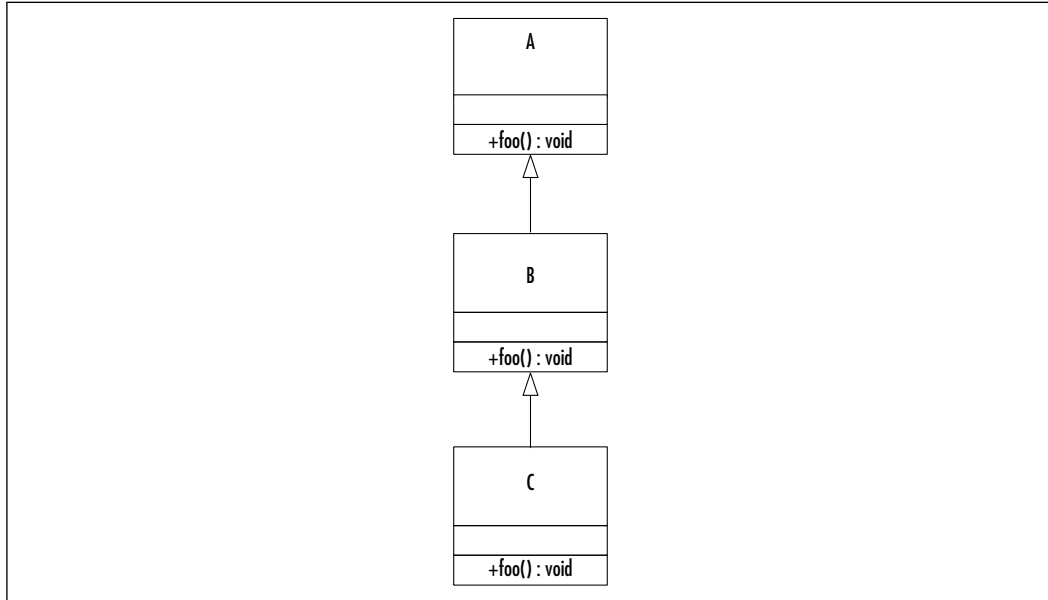 A
+foo() : void
B
+foo() : void
C
+foo() : void